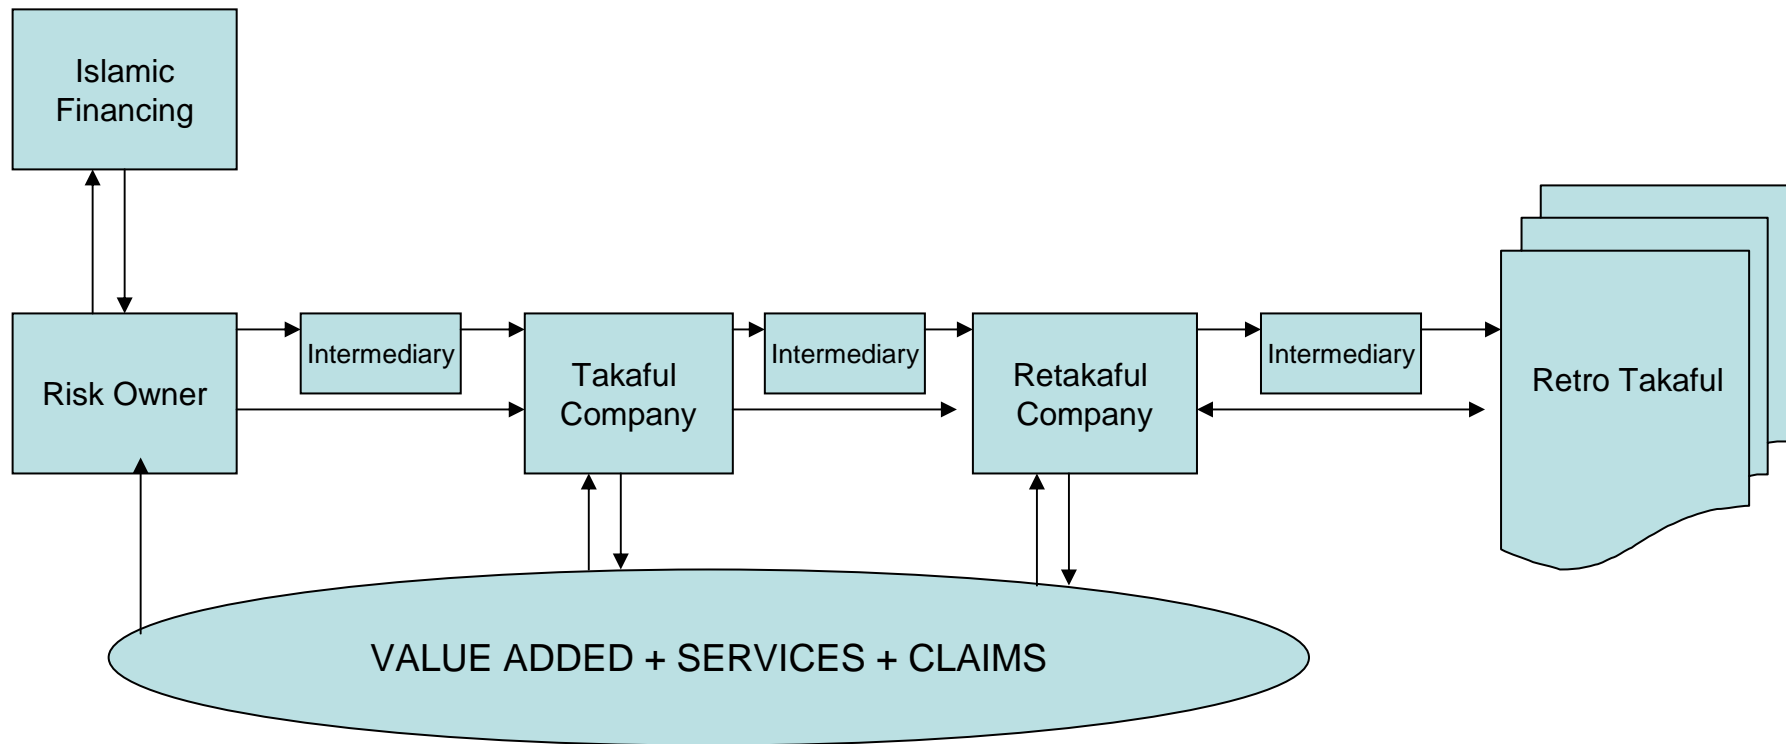 Islamic
Financing
Risk Owner
Intermediary
Takaful
Company
Intermediary
Retakaful
Company
Intermediary
Retro Takaful
VALUE ADDED + SERVICES + CLAIMS